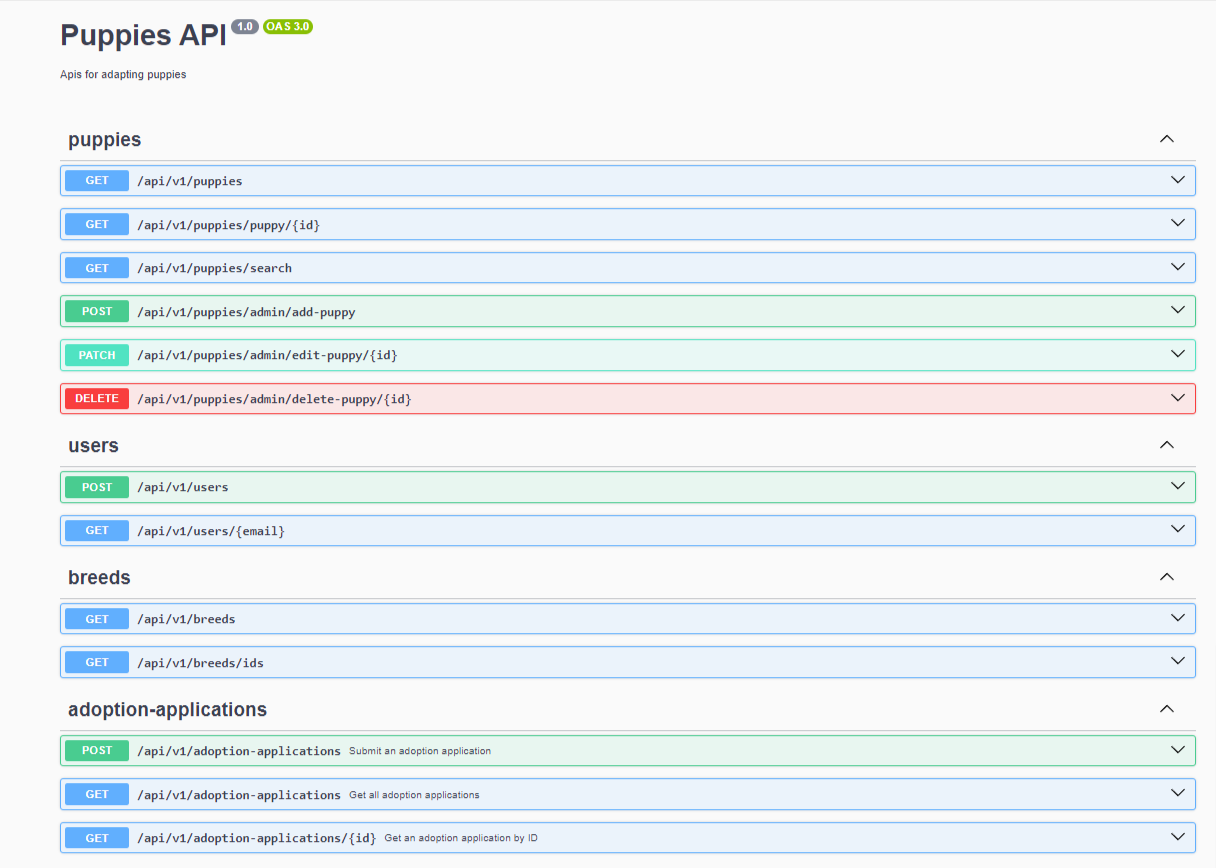 Puppies API 1.0 OAS 3.0
Apis for adapting puppies
puppies
GET /api/v1/puppies
GET /api/v1/puppies/puppy/{id}
GET /api/v1/puppies/search
POST /api/v1/puppies/admin/add-puppy
PATCH /api/v1/puppies/admin/edit-puppy/{id}
DELETE /api/v1/puppies/admin/delete-puppy/{id}
users
POST /api/v1/users
GET /api/v1/users/{email}
breeds
GET /api/v1/breeds
GET /api/v1/breeds/ids
adoption-applications
POST /api/v1/adoption-applications Submit an adoption application
GET /api/v1/adoption-applications Get all adoption applications
GET /api/v1/adoption-applications/{id} Get an adoption application by ID